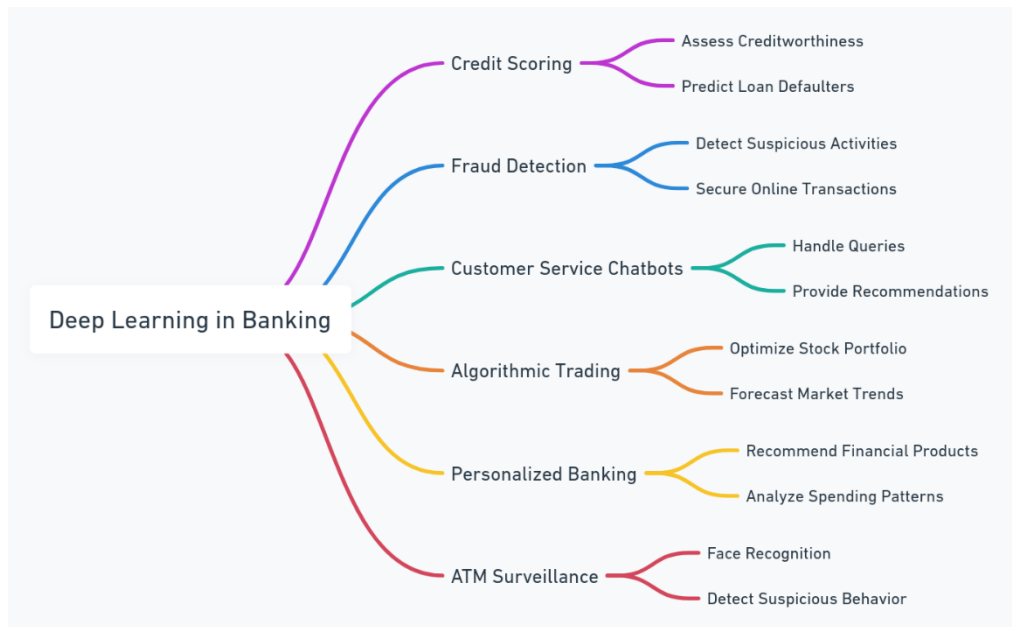 Deep Learning in Banking
Credit Scoring
Assess Creditworthiness
Predict Loan Defaulters
Fraud Detection
Detect Suspicious Activities
Secure Online Transactions
Customer Service Chatbots
Handle Queries
Provide Recommendations
Algorithmic Trading
Optimize Stock Portfolio
Forecast Market Trends
Personalized Banking
Recommend Financial Products
Analyze Spending Patterns
ATM Surveillance
Face Recognition
Detect Suspicious Behavior